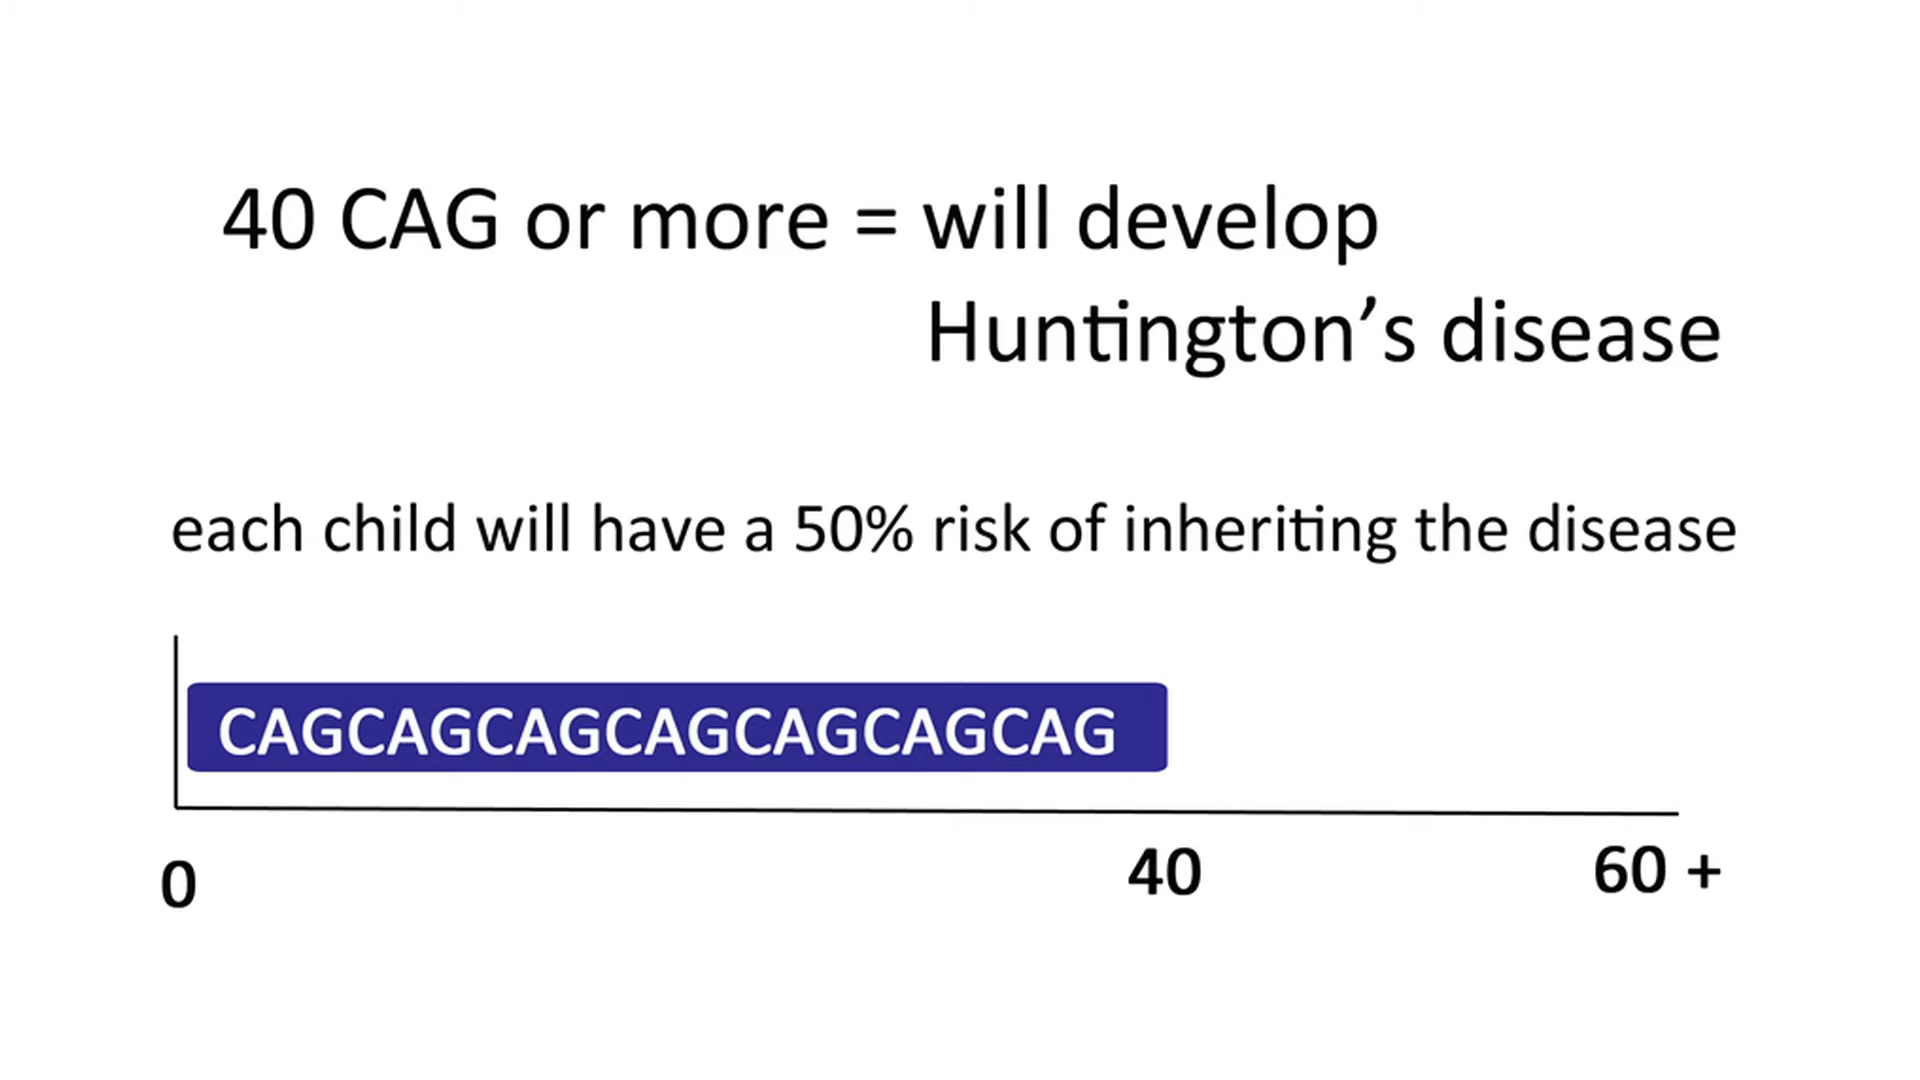 40 CAG or more = will develop
Huntington’s disease
each child will have a 50% risk of inheriting the disease
CAGCAGCAGCAGCAGCAGCAG
0 40 60 +